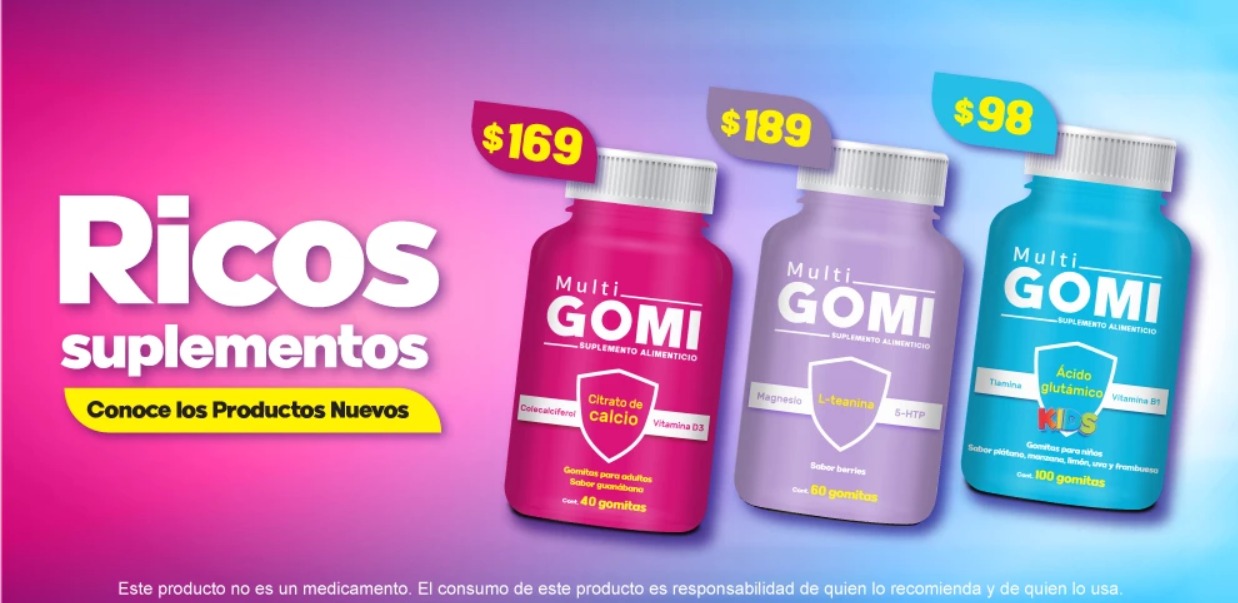 Ricos
suplementos
Conoce los Productos Nuevos
$169
Multi
GOMI
SUPLEMENTO ALIMENTICIO
Colecalciferol
Citrato de
calcio
Vitamina D3
Gomitas para adultos
Sabor guanábana
Cont. 40 gomitas
$189
Multi
GOMI
SUPLEMENTO ALIMENTICIO
Magnesio
L-teanina
5-HTP
Sabor berries
Cont. 60 gomitas
$98
Multi
GOMI
SUPLEMENTO ALIMENTICIO
Tiamina
Ácido
glutámico
Vitamina B1
KIDS
Gomitas para niños
Sabor plátano, manzana, limón, uva y frambuesa
Cont. 100 gomitas
Este producto no es un medicamento. El consumo de este producto es responsabilidad de quien lo recomienda y de quien lo usa.